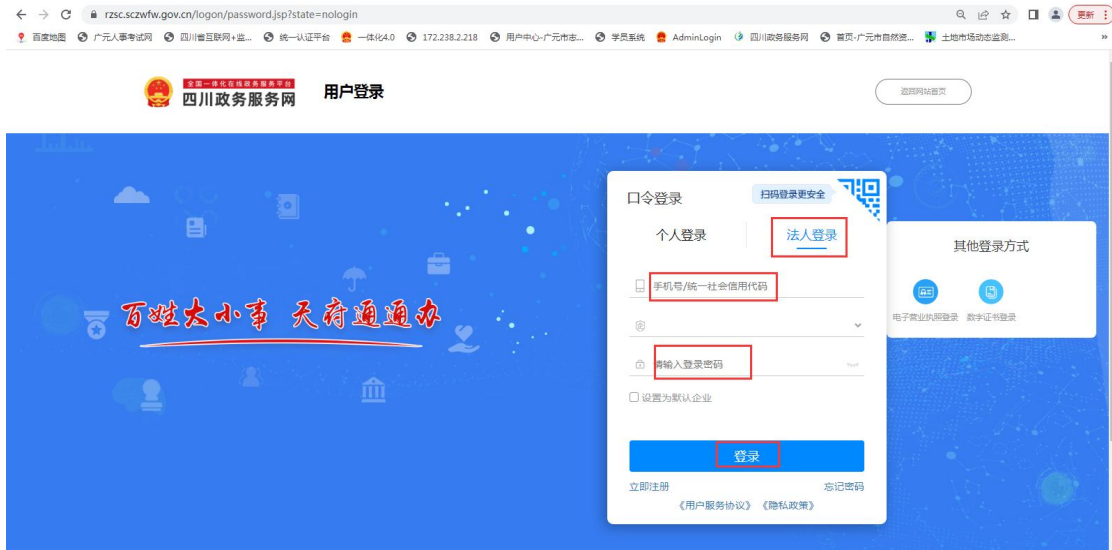 rzsc.sczwfw.gov.cn/logon/password.jsp?state=nologin
更新
百度地图 广元人事考试网 四川省互联网+监... 统一认证平台 一体化4.0 172.238.2.218 用户中心-广元市志... 学员系统 AdminLogin 四川政务服务网 首页-广元市自然资... 土地市场动态监测... »
全国一体化在线政务服务平台
四川政务服务网
用户登录
返回网站首页
口令登录
扫码登录更安全
个人登录
法人登录
其他登录方式
手机号/统一社会信用代码
电子营业执照登录 数字证书登录
百姓大小事 天府通通办
请输入登录密码
设置为默认企业
登录
立即注册
忘记密码
《用户服务协议》 《隐私政策》